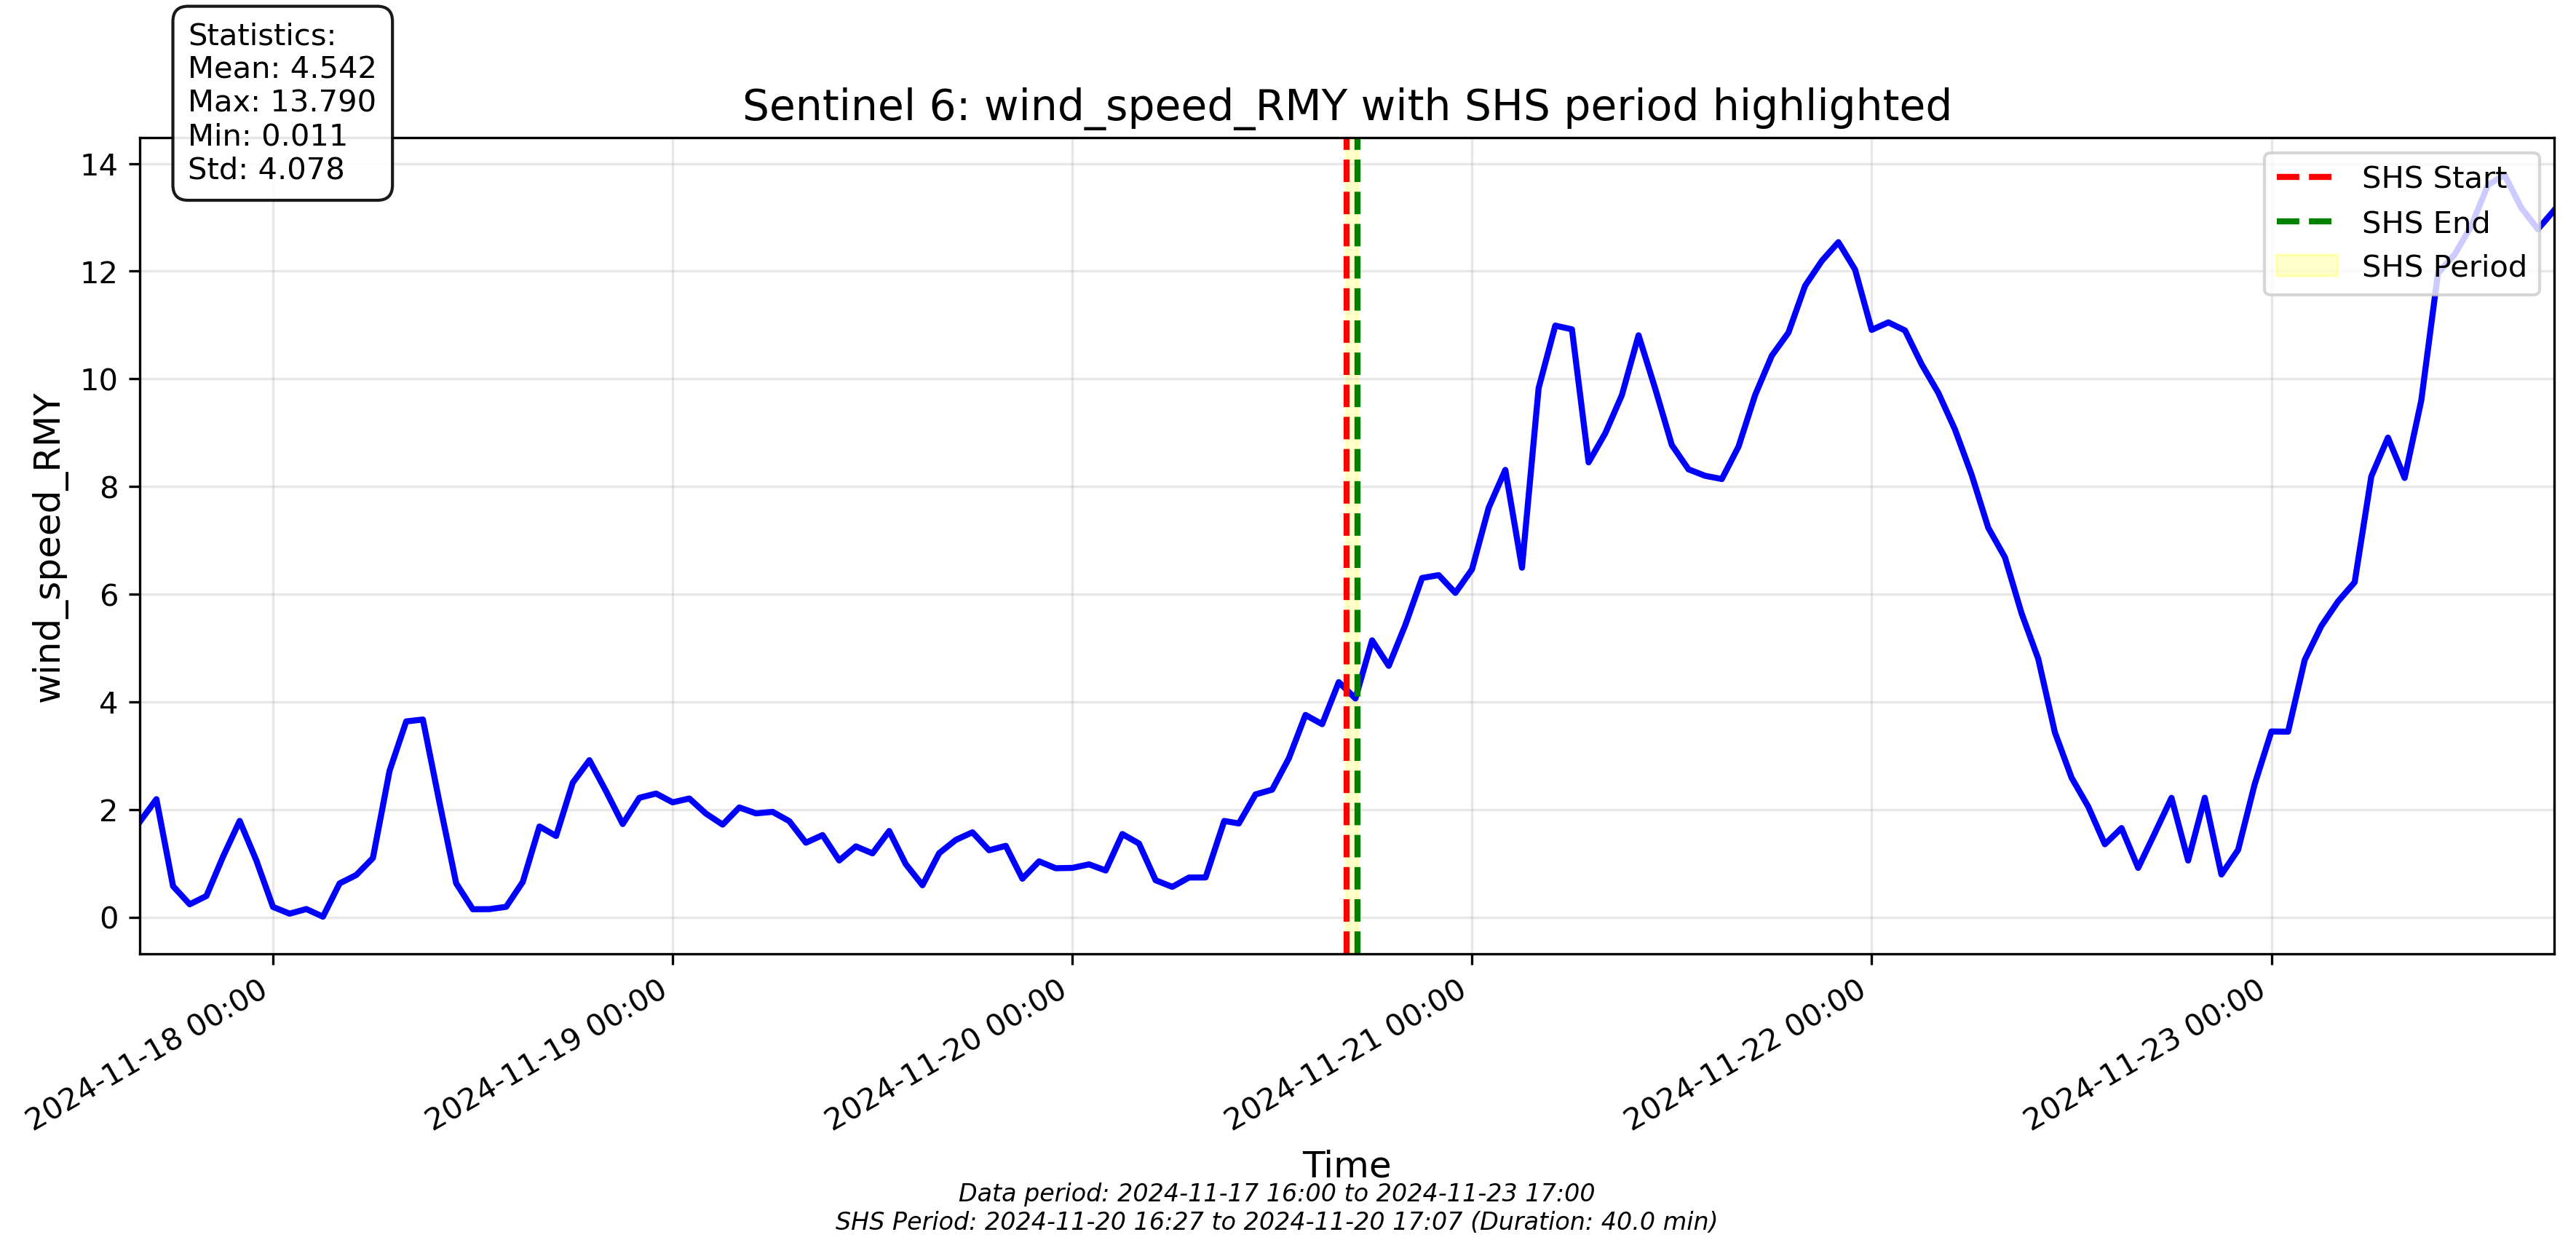 Statistics:
Mean: 4.542
Max: 13.790
Min: 0.011
Std: 4.078
Sentinel 6: wind_speed_RMY with SHS period highlighted
SHS Start
SHS End
SHS Period
wind_speed_RMY
14
12
10
8
6
4
2
0
2024-11-18 00:00
2024-11-19 00:00
2024-11-20 00:00
2024-11-21 00:00
2024-11-22 00:00
2024-11-23 00:00
Time
Data period: 2024-11-17 16:00 to 2024-11-23 17:00
SHS Period: 2024-11-20 16:27 to 2024-11-20 17:07 (Duration: 40.0 min)